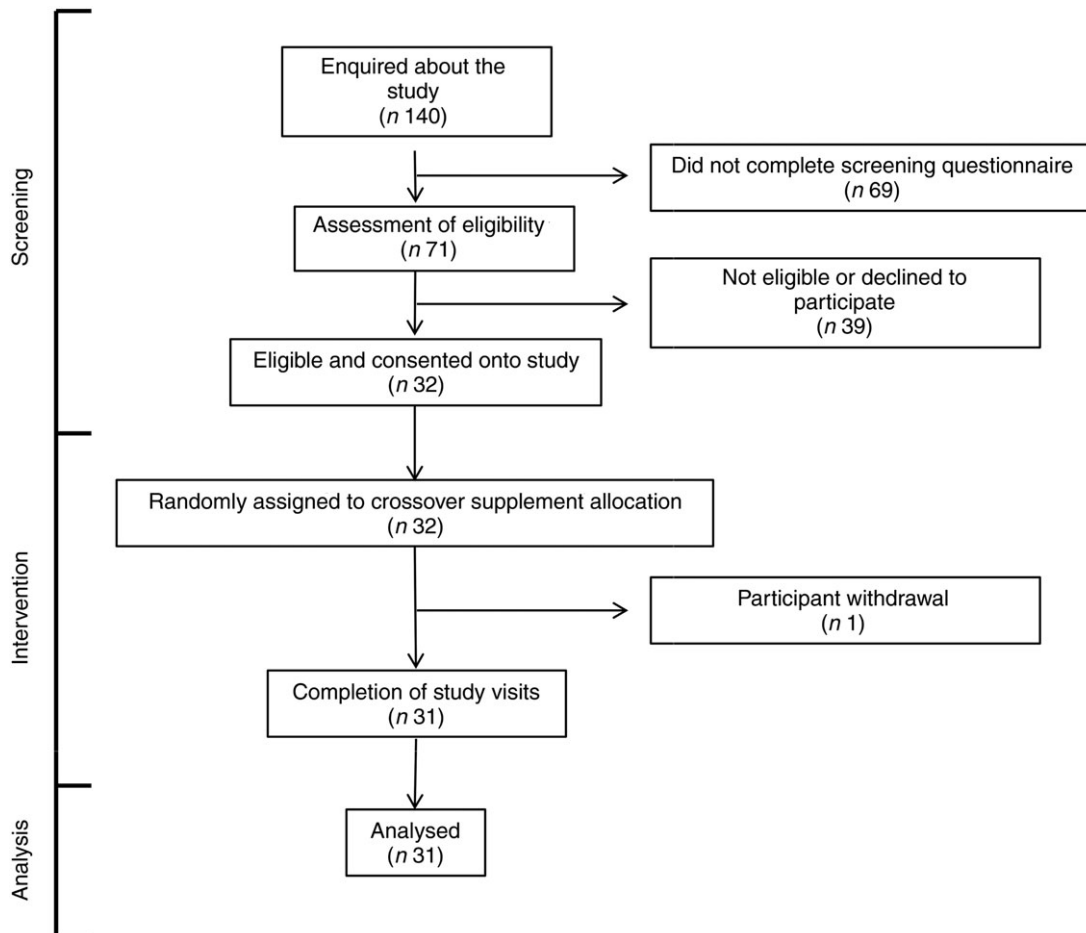 Screening
Enquired about the
study
(n 140)
Did not complete screening questionnaire
(n 69)
Assessment of eligibility
(n 71)
Not eligible or declined to
participate
(n 39)
Eligible and consented onto study
(n 32)
Intervention
Randomly assigned to crossover supplement allocation
(n 32)
Participant withdrawal
(n 1)
Completion of study visits
(n 31)
Analysis
Analysed
(n 31)